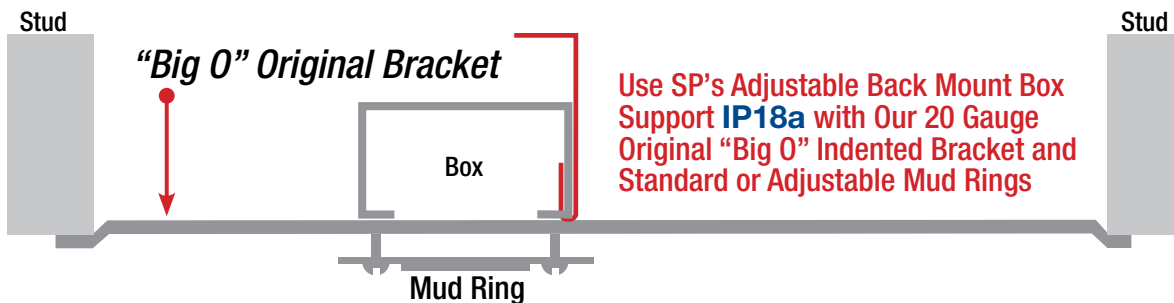 Stud
Stud
“Big O” Original Bracket
Use SP’s Adjustable Back Mount Box
Support IP18a with Our 20 Gauge
Original “Big O” Indented Bracket and
Standard or Adjustable Mud Rings
Box
Mud Ring